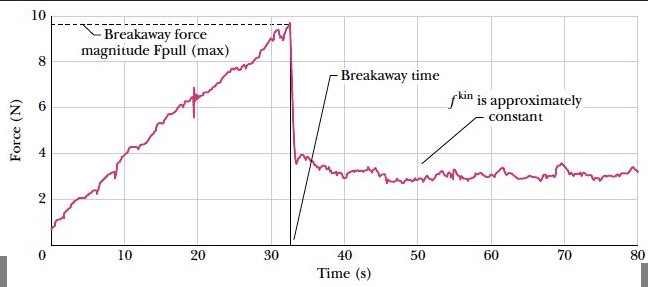 10
Breakaway force
magnitude Fpull (max)
8
Breakaway time
f kin is approximately
constant
6
Force (N)
4
2
0
10
20
30
40
50
60
70
80
Time (s)